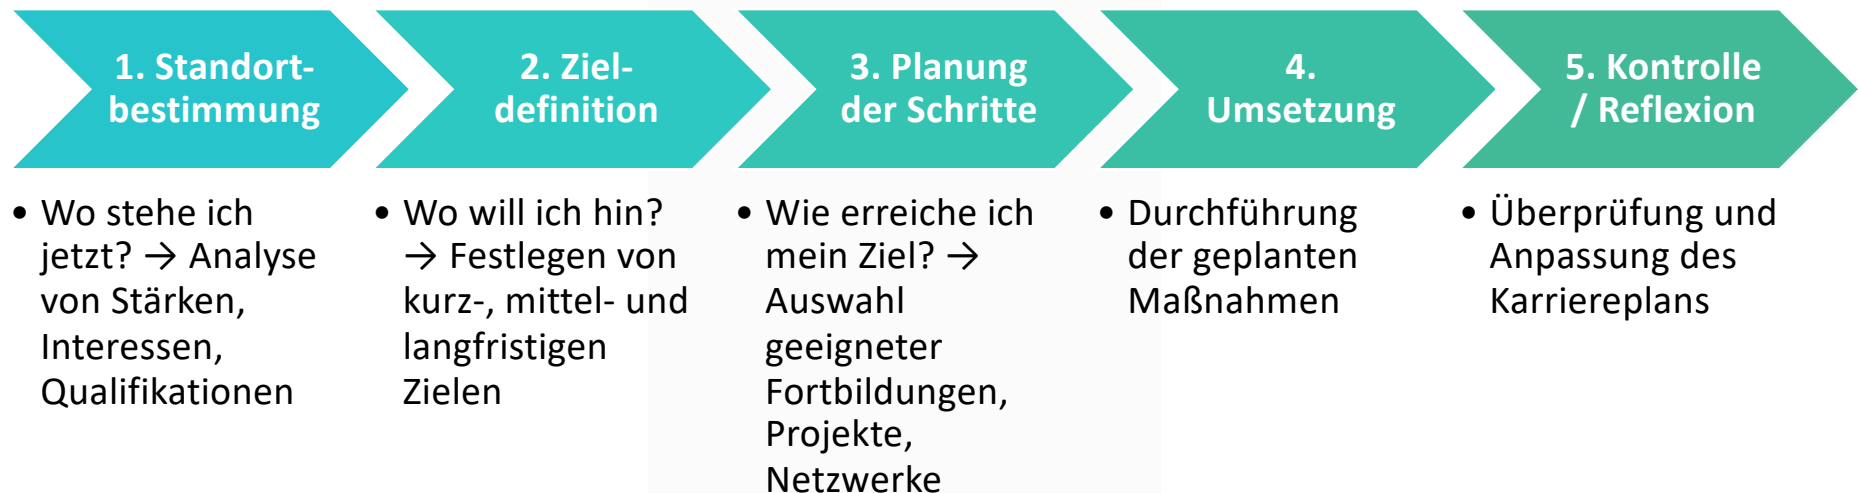 1. Standort-
bestimmung
• Wo stehe ich
jetzt? → Analyse
von Stärken,
Interessen,
Qualifikationen
2. Ziel-
definition
• Wo will ich hin?
→ Festlegen von
kurz-, mittel- und
langfristigen
Zielen
3. Planung
der Schritte
• Wie erreiche ich
mein Ziel? →
Auswahl
geeigneter
Fortbildungen,
Projekte,
Netzwerke
4.
Umsetzung
• Durchführung
der geplanten
Maßnahmen
5. Kontrolle
/ Reflexion
• Überprüfung und
Anpassung des
Karriereplans